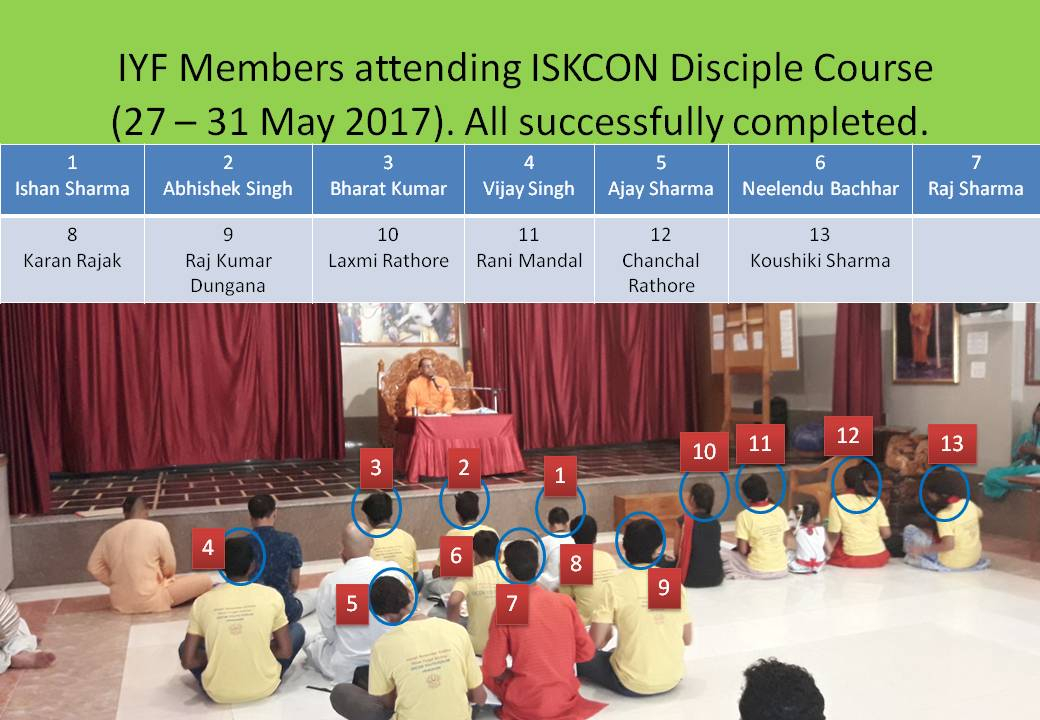 IYF Members attending ISKCON Disciple Course
(27 – 31 May 2017). All successfully completed.
1 2 3 4 5 6 7
Ishan Sharma Abhishek Singh Bharat Kumar Vijay Singh Ajay Sharma Neelendu Bachhar Raj Sharma
8 9 10 11 12 13
Karan Rajak Raj Kumar Laxmi Rathore Rani Mandal Chanchal Koushiki Sharma
Dungana Rathore
3
2
1
10
11
12
13
4
6
8
5
7
9